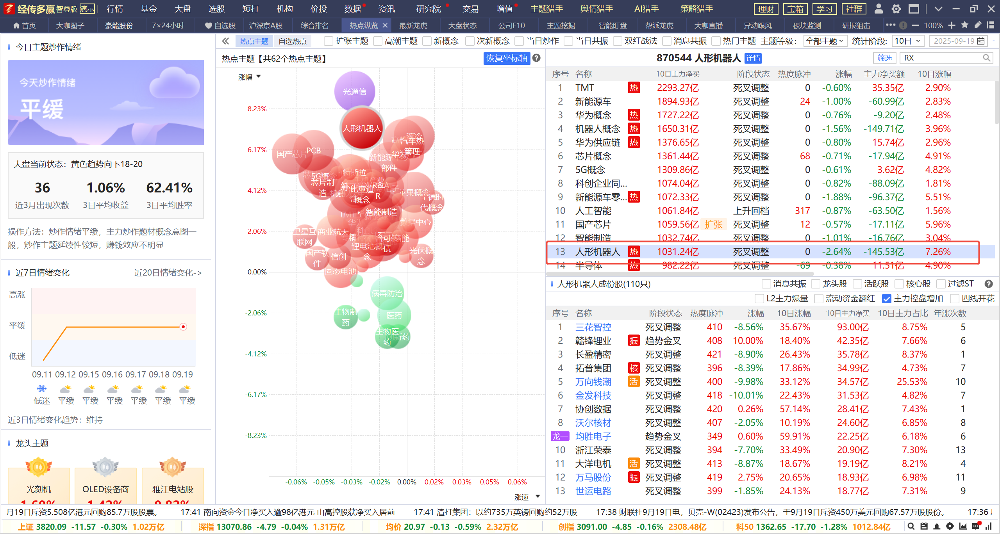 经传多赢 智尊版 演示 行情 基金 大盘 选股 短打 机构 价投 数据 资讯 研究院 交易 增值 主题猎手 舆情猎手 AI猎手 策略猎手 理财 宝箱 学习 社群
首页 大咖圈子 豪能股份 7×24小时 自选股 沪深京A股 综合排名 热点纵览 最新龙虎 大盘状态 公司F10 主题挖掘 智能盯盘 帮派龙虎 大咖直播 异动跟风 板块监测 研报狙击 100%
今日主题炒作情绪
今天炒作情绪
平缓
大盘当前状态：黄色趋势向下18-20
36 1.06% 62.41%
近3月出现次数 3日平均收益 3日平均胜率
操作方法：炒作情绪平缓，主力炒作题材概念意图一
般，炒作主题延续性较短，赚钱效应不明显
近7日情绪变化 近20日情绪变化->
高涨
平缓
低迷
09.11 09.12 09.15 09.16 09.17 09.18 09.19
低迷 平缓 平缓 平缓 平缓 平缓 平缓
近3日情绪变化趋势：维持
龙头主题
光刻机 OLED设备商 雅江电站股
1.69% 1.42% 0.82%
热点主题 自选热点 扩张主题 高潮主题 新概念 次新概念 当日炒作 当日共振 双红战法 消息共振 热门主题 主题等级： 全部主题 统计阶段: 10日 2025-09-19
热点主题【共62个热点主题】 恢复坐标轴
涨幅
8.23%
6.17%
4.12%
2.06%
0.00%
-2.06%
-4.12%
-6.17%
-8.23%
光通信
人形机器人
液冷
汽车热
管理
国产芯片
PCB
新能源车零
部件
特斯拉
5G概念
芯片制
造
比亚迪
概念
R&A
R
苹果概念
宁德时
代概念
TMT
智能制造
数据中心
卫星互
联网
商业航天
含可转
债
储能
锂电池概
念
光伏概
念
国产软
件
信创
固态电池
病毒防治
生物制
药
医药
生物医
药
创新药
-0.06% -0.05% -0.03% -0.02% 0.00% 0.02% 0.03% 0.05% 0.06%
涨速
870544 人形机器人 详情 筛选 RX
序号 名称 10日主力净买 阶段状态 热度脉冲 涨幅 主力净买额 10日涨幅
1 TMT 热 2293.27亿 死叉调整 0 -0.60% 35.35亿 2.90%
2 新能源车 1894.93亿 死叉调整 24 -1.00% -60.99亿 2.83%
3 华为概念 热 1727.22亿 死叉调整 0 -0.76% -9.20亿 2.48%
4 机器人概念 热 1650.31亿 死叉调整 0 -1.56% -149.71亿 3.96%
5 华为供应链 热 1376.65亿 死叉调整 0 -0.80% 15.74亿 2.96%
6 芯片概念 1361.44亿 死叉调整 68 -0.71% -17.94亿 4.91%
7 5G概念 1309.86亿 死叉调整 0 -0.61% 3.62亿 4.82%
8 科创企业同... 1074.04亿 死叉调整 0 -0.82% -88.09亿 1.81%
9 新能源车零... 热 1072.33亿 死叉调整 0 -1.88% -96.37亿 5.51%
10 人工智能 1061.84亿 上升回档 317 -0.87% -63.50亿 1.56%
11 国产芯片 1059.56亿 扩张 死叉调整 12 -0.57% -17.11亿 5.96%
12 智能制造 1032.74亿 死叉调整 0 -1.01% -16.76亿 3.04%
13 人形机器人 热 1031.24亿 死叉调整 0 -2.64% -145.53亿 7.26%
14 半导体 热 982.22亿 死叉调整 -69 -0.38% 11.51亿 4.90%
人形机器人成份股(110只) 消息共振 龙头股 活跃股 核心股 过滤ST
L2主力爆量 流动资金翻红 主力控盘增加 四线开花
序号 名称 阶段状态 热度脉冲 涨幅 10日涨幅 10日主力净买 10日主力占比 年涨次数
1 三花智控 死叉调整 410 -8.56% 35.67% 93.00亿 8.75% 5
2 赣锋锂业 振 趋势金叉 408 10.00% 18.40% 42.35亿 7.66% 6
3 长盈精密 死叉调整 421 -8.90% 26.43% 35.78亿 8.37% 1
4 拓普集团 核 死叉调整 396 -8.39% 17.86% 34.99亿 4.73% 7
5 万向钱潮 活 死叉调整 400 -9.98% 33.12% 34.57亿 25.53% 10
6 金发科技 死叉调整 418 -10.01% 22.43% 31.53亿 4.82% 7
7 协创数据 死叉调整 420 0.26% 57.14% 28.41亿 7.43% 1
8 沃尔核材 死叉调整 407 -2.05% 10.19% 24.60亿 6.85% 8
龙一 均胜电子 趋势金叉 349 0.60% 59.91% 22.25亿 6.18% 6
10 浙江荣泰 死叉调整 394 -7.70% 33.49% 20.90亿 7.30% 13
11 大洋电机 活 死叉调整 413 -8.87% 18.67% 19.19亿 8.21% 4
12 万马股份 振 死叉调整 419 2.75% 20.65% 18.93亿 6.98% 11
13 世运电路 死叉调整 399 -1.85% 24.13% 18.77亿 7.31% 9
月19日斥资5.508亿港元回购85.7万股股票。 17:41 南向资金今日净买入逾98亿港元 山高控股获净买入居前 17:41 渣打集团：以约735万英镑回购约52万股 17:38 财联社9月19日电，贝壳-W(02423)发布公告，于9月19日斥资450万美元回购67.57万股股份。 17:36
上证 3820.09 -11.57 -0.30% 1.02万亿 深指 13070.86 -4.79 -0.04% 1.31万亿 均价 20.97 -0.13 -0.59% 2.32万亿 创指 3091.00 -4.85 -0.16% 2308.48亿 科50 1362.65 -17.70 -1.28% 1012.84亿